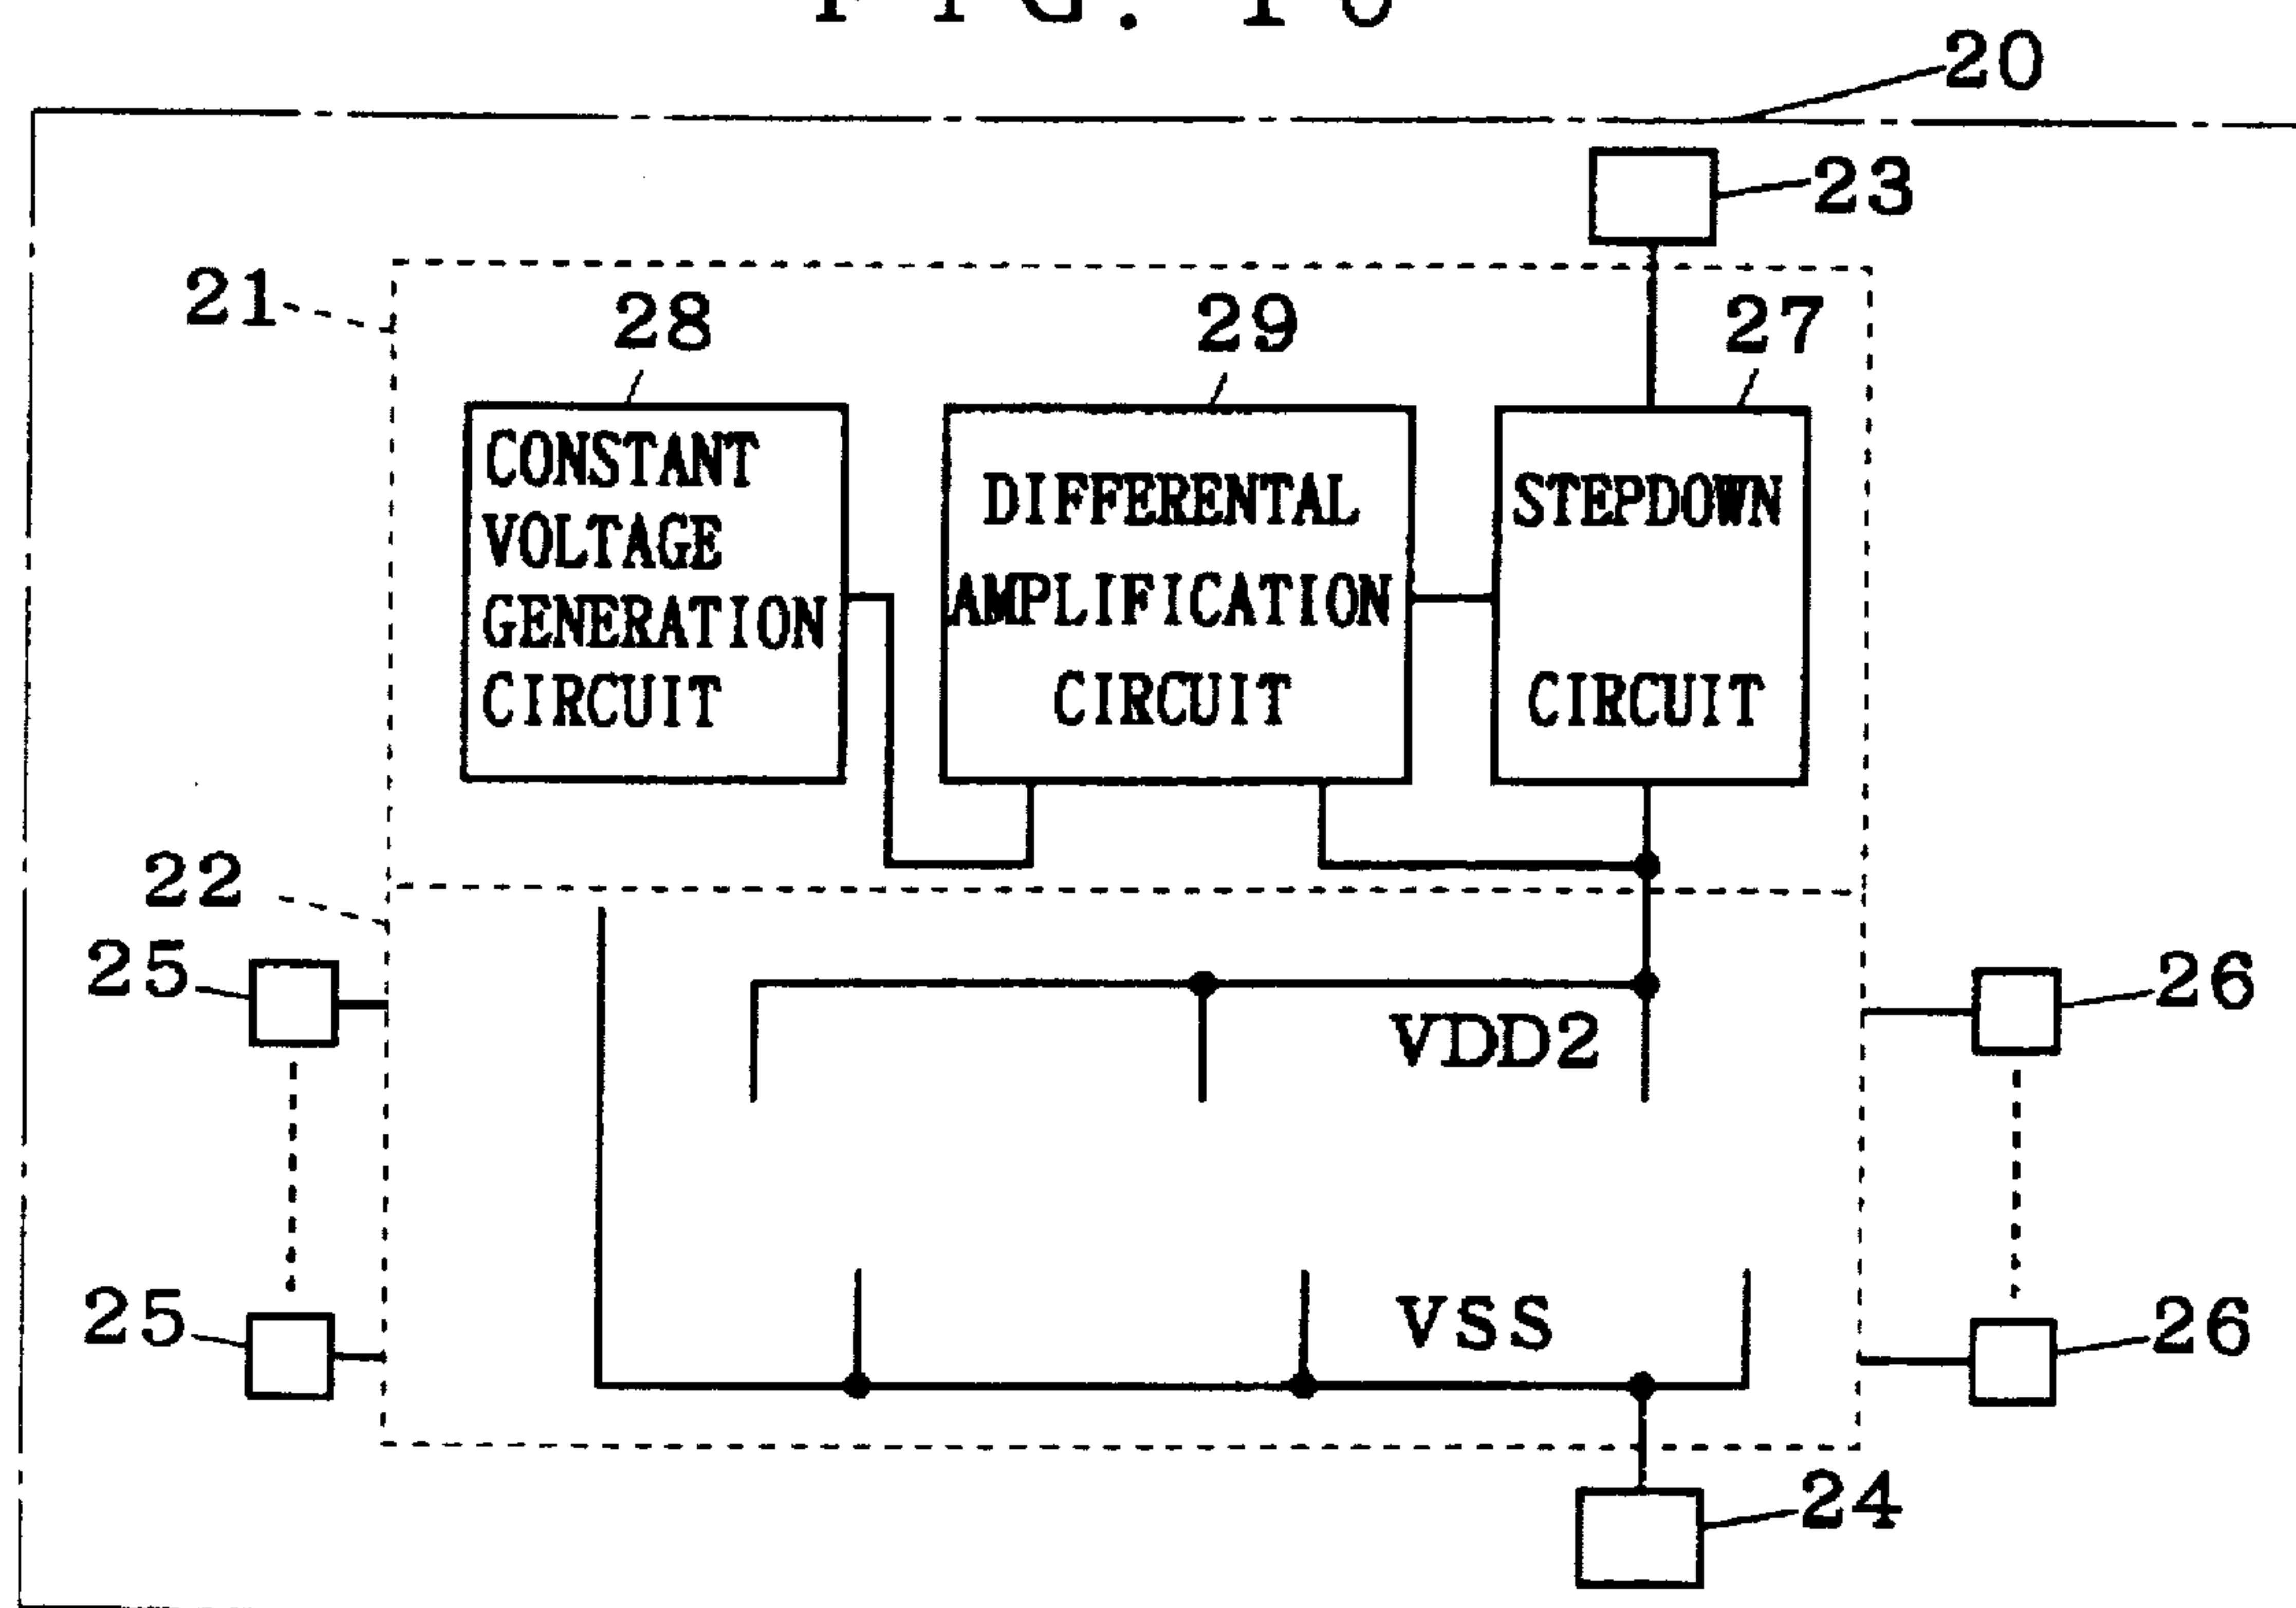 20
23
21
28
29
27
CONSTANT
VOLTAGE
GENERATION
CIRCUIT
DIFFERENTAL
AMPLIFICATION
CIRCUIT
STEPDOWN
CIRCUIT
22
25
26
VDD2
25
VSS
26
24